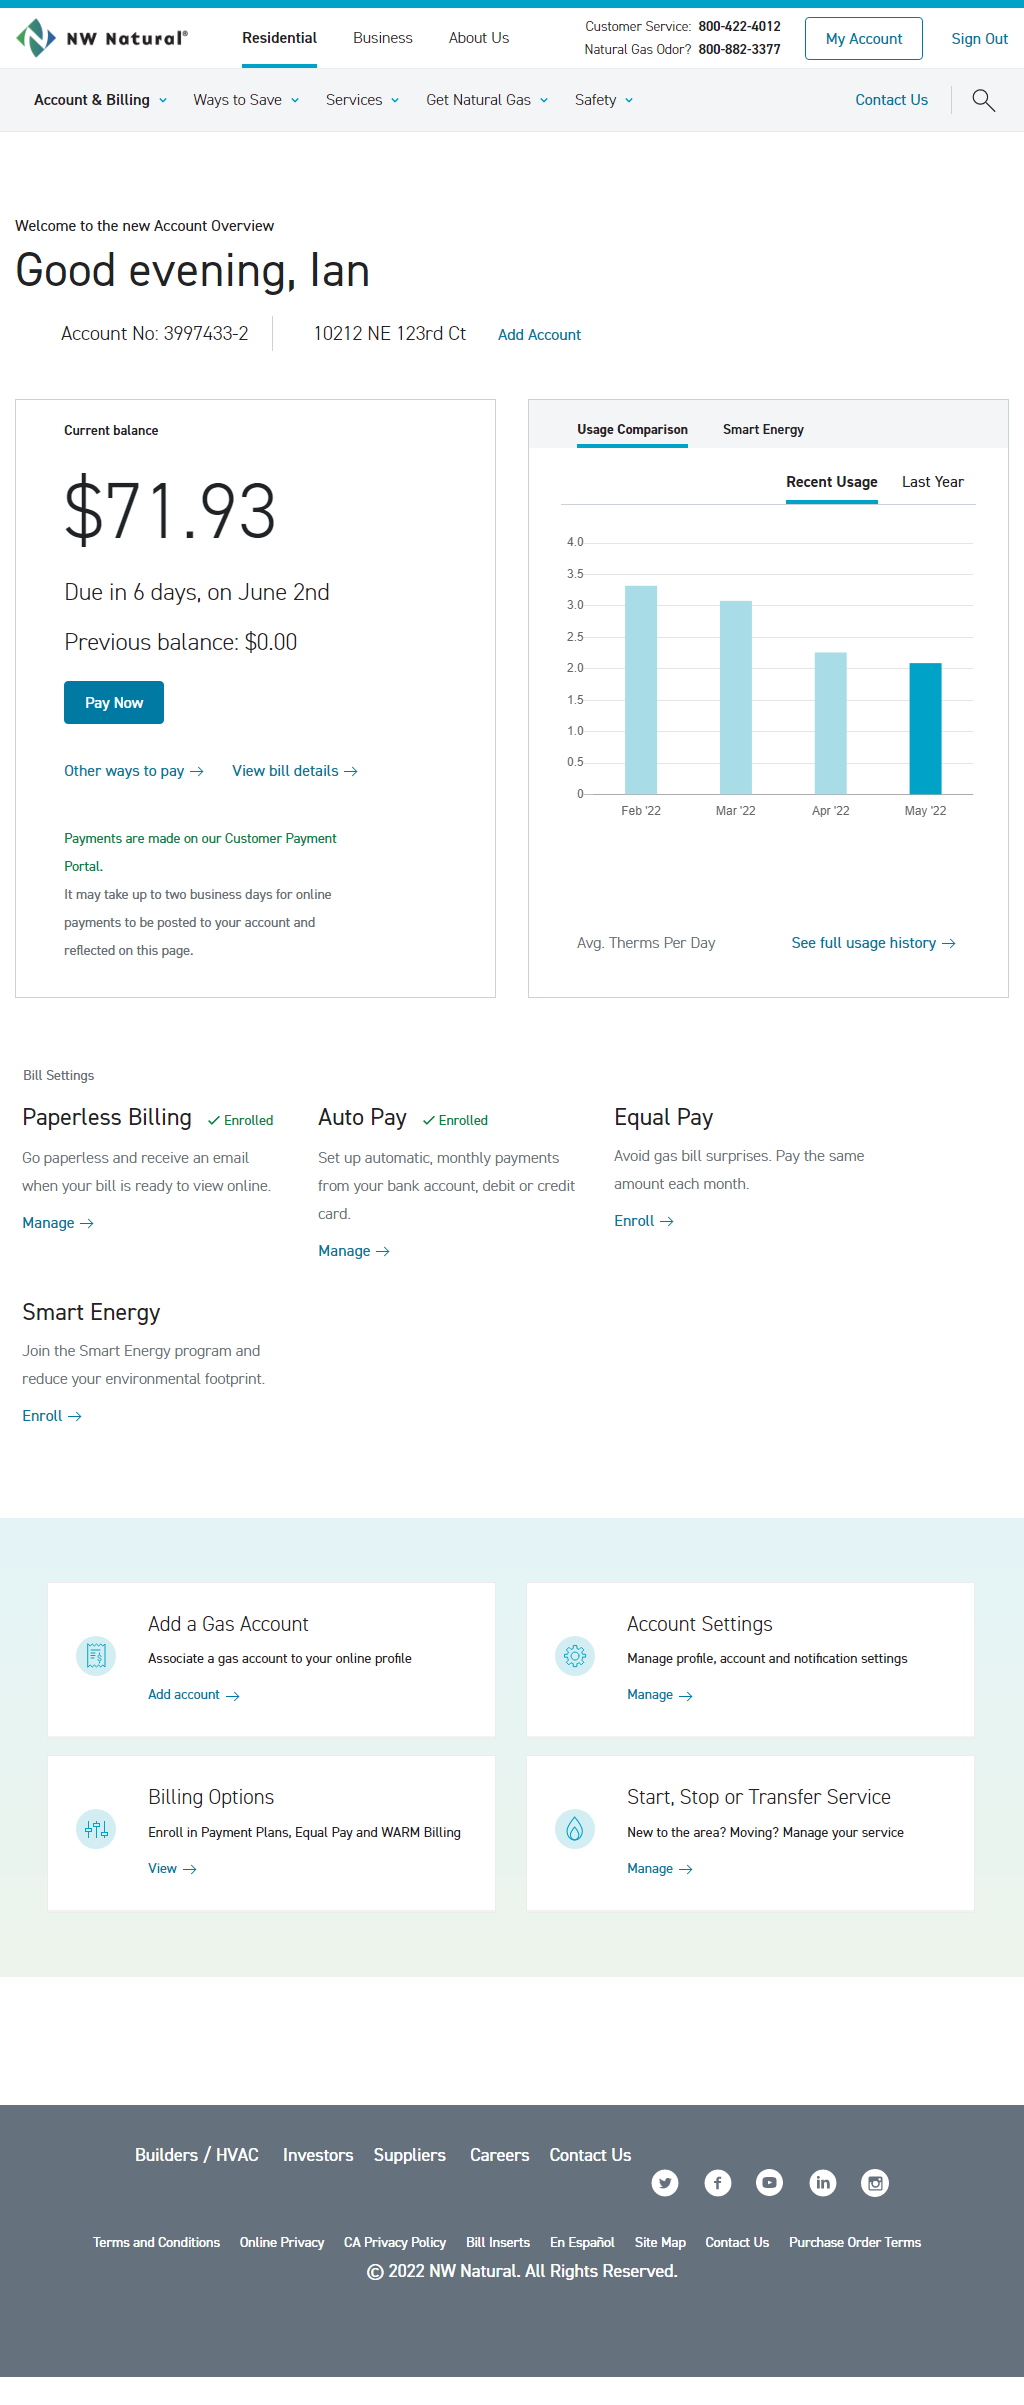 NW Natural®
Residential
Business
About Us
Customer Service: 800-422-4012
Natural Gas Odor? 800-882-3377
My Account
Sign Out
Account & Billing
Ways to Save
Services
Get Natural Gas
Safety
Contact Us
Welcome to the new Account Overview
Good evening, Ian
Account No: 3997433-2
10212 NE 123rd Ct
Add Account
Current balance
$71.93
Due in 6 days, on June 2nd
Previous balance: $0.00
Pay Now
Other ways to pay →
View bill details →
Payments are made on our Customer Payment
Portal.
It may take up to two business days for online
payments to be posted to your account and
reflected on this page.
Usage Comparison
Smart Energy
Recent Usage
Last Year
4.0
3.5
3.0
2.5
2.0
1.5
1.0
0.5
0
Feb '22
Mar '22
Apr '22
May '22
Avg. Therms Per Day
See full usage history →
Bill Settings
Paperless Billing ✓ Enrolled
Go paperless and receive an email
when your bill is ready to view online.
Manage →
Auto Pay ✓ Enrolled
Set up automatic, monthly payments
from your bank account, debit or credit
card.
Manage →
Equal Pay
Avoid gas bill surprises. Pay the same
amount each month.
Enroll →
Smart Energy
Join the Smart Energy program and
reduce your environmental footprint.
Enroll →
Add a Gas Account
Associate a gas account to your online profile
Add account →
Account Settings
Manage profile, account and notification settings
Manage →
Billing Options
Enroll in Payment Plans, Equal Pay and WARM Billing
View →
Start, Stop or Transfer Service
New to the area? Moving? Manage your service
Manage →
Builders / HVAC
Investors
Suppliers
Careers
Contact Us
Terms and Conditions
Online Privacy
CA Privacy Policy
Bill Inserts
En Español
Site Map
Contact Us
Purchase Order Terms
© 2022 NW Natural. All Rights Reserved.